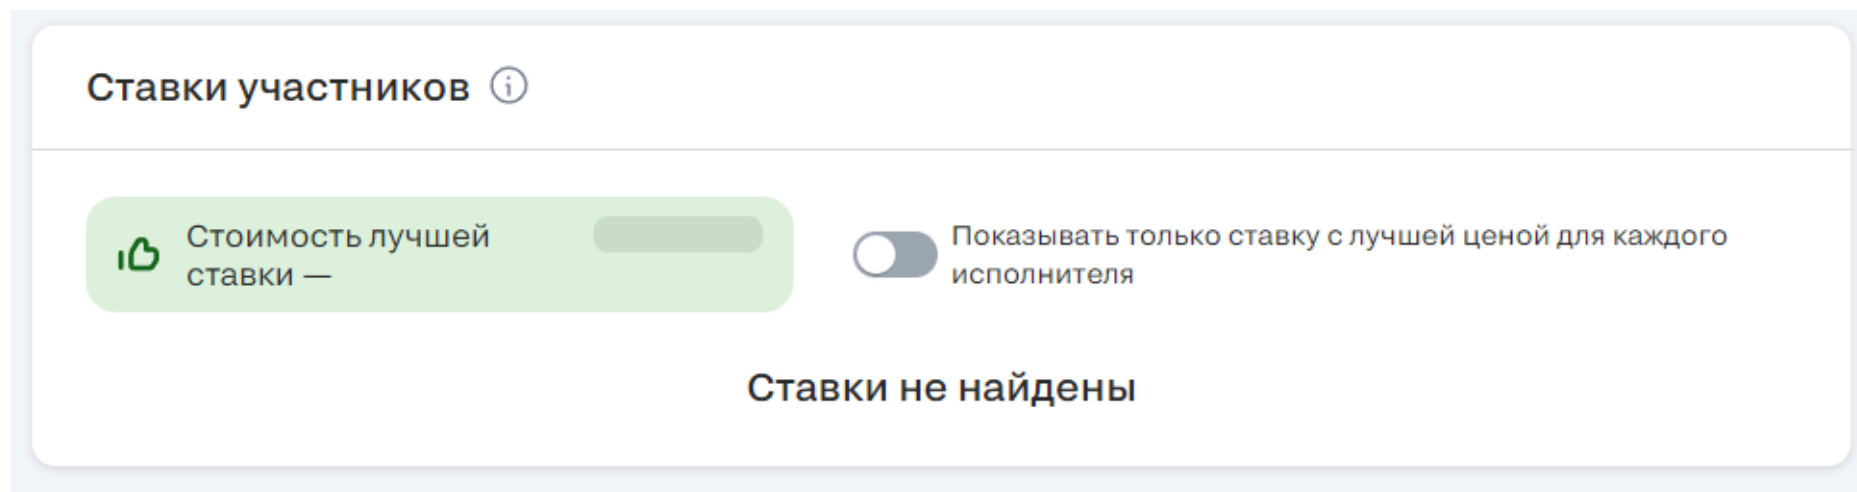 Ставки участников
Стоимость лучшей
ставки —
Показывать только ставку с лучшей ценой для каждого
исполнителя
Ставки не найдены